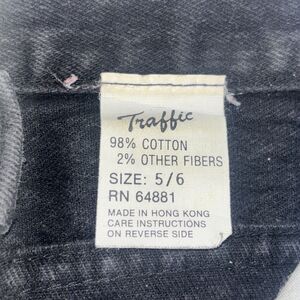 Traffic
98% COTTON
2% OTHER FIBERS
SIZE: 5/6
RN 64881
MADE IN HONG KONG
CARE INSTRUCTIONS
ON REVERSE SIDE